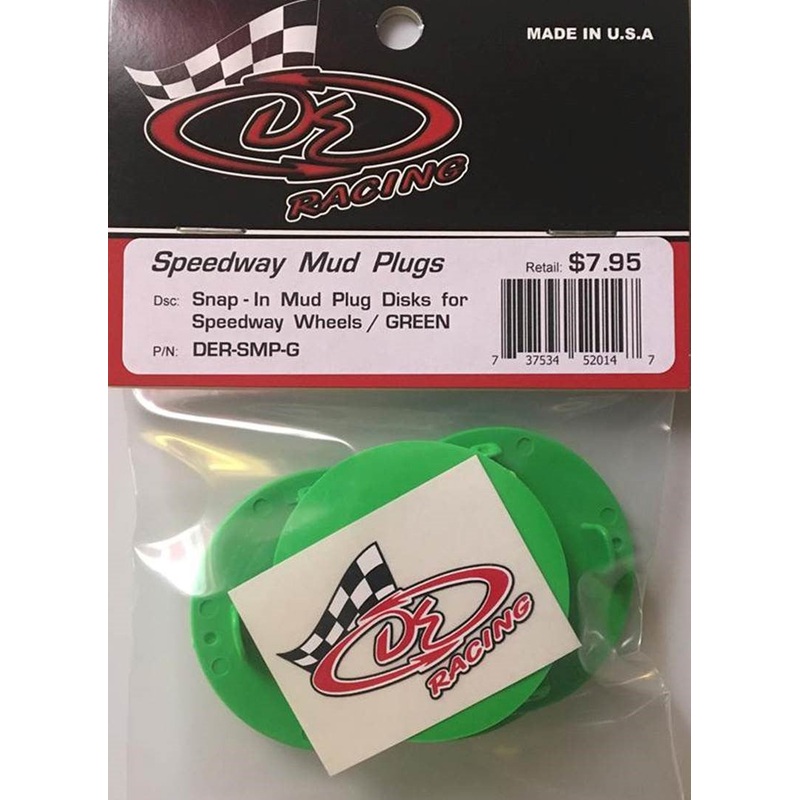 MADE IN U.S.A
DE
RACING
Speedway Mud Plugs
Retail: $7.95
Dsc: Snap-In Mud Plug Disks for
Speedway Wheels / GREEN
P/N: DER-SMP-G
7 37534 52014 7
DE
RACING